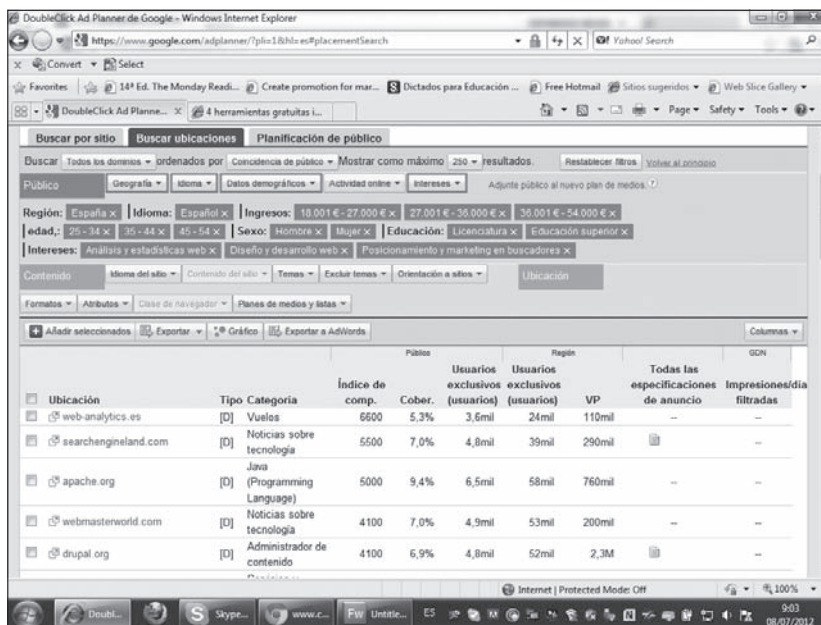 DoubleClick Ad Planner de Google - Windows Internet Explorer
https://www.google.com/adplanner/?pli=1&hl=es#placementSearch
Yahoo! Search
x Convert Select
Favorites 14ª Ed. The Monday Readi... Create promotion for mar... Dictados para Educación ... Free Hotmail Sitios sugeridos Web Slice Gallery
DoubleClick Ad Planne... x 4 herramientas gratuitas i... Page Safety Tools
Buscar por sitio Buscar ubicaciones Planificación de público
Buscar Todos los dominios ordenados por Coincidencia de público Mostrar como máximo 250 resultados. Restablecer filtros Volver al principio
Público Geografía Idioma Datos demográficos Actividad online Intereses Adjunte público al nuevo plan de medios. ?
Región: España x Idioma: Español x Ingresos: 18.001 € - 27.000 € x 27.001 € - 36.000 € x 36.001 € - 54.000 € x
edad,: 25 - 34 x 35 - 44 x 45 - 54 x Sexo: Hombre x Mujer x Educación: Licenciatura x Educación superior x
Intereses: Análisis y estadísticas web x Diseño y desarrollo web x Posicionamiento y marketing en buscadores x
Contenido Idioma del sitio Contenido del sitio Temas Excluir temas Orientación a sitios Ubicación
Formatos Atributos Clase de navegador Planes de medios y listas
Añadir seleccionados Exportar Gráfico Exportar a AdWords Columnas
Público Región GDN
Ubicación Tipo Categoría Índice de comp. Cober. Usuarios exclusivos (usuarios) Usuarios exclusivos (usuarios) VP Todas las especificaciones de anuncio Impresiones/día filtradas
web-analytics.es [D] Vuelos 6600 5,3% 3,6mil 24mil 110mil -- --
searchengineland.com [D] Noticias sobre tecnología 5500 7,0% 4,8mil 39mil 290mil --
apache.org [D] Java (Programming Language) 5000 9,4% 6,5mil 58mil 760mil -- --
webmasterworld.com [D] Noticias sobre tecnología 4100 7,0% 4,9mil 53mil 200mil -- --
drupal.org [D] Administrador de contenido 4100 6,9% 4,8mil 52mil 2,3M --
Internet | Protected Mode: Off 100%
Doubl... Skype... www.c... Fw Untitle... ES 9:03
08/07/2012